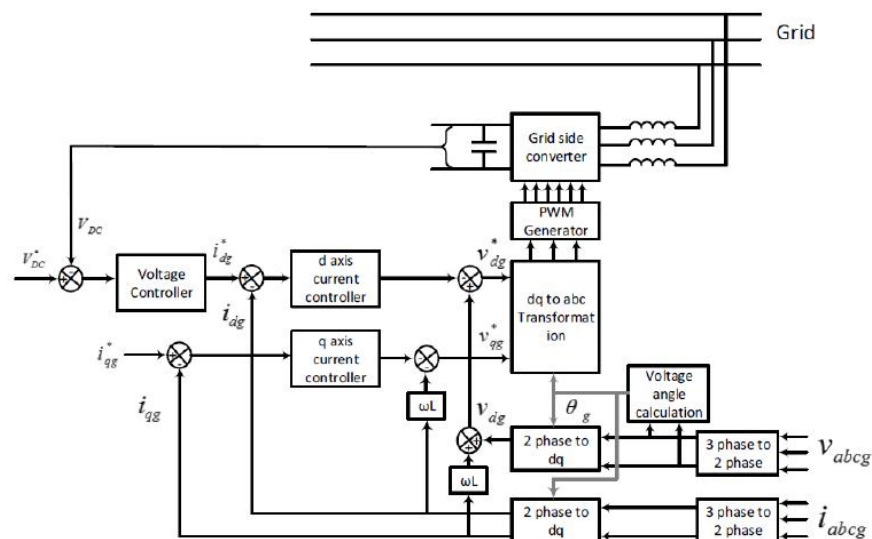 Grid
Grid side
converter
PWM
Generator
V_DC
V*_DC
Voltage
Controller
i*_dg
d axis
current
controller
v*_dg
dq to abc
Transformat
ion
i_dg
i*_qg
q axis
current
controller
v*_qg
i_qg
ωL
v_dg
θ_g
Voltage
angle
calculation
2 phase to
dq
3 phase to
2 phase
v_abcg
ωL
2 phase to
dq
3 phase to
2 phase
i_abcg